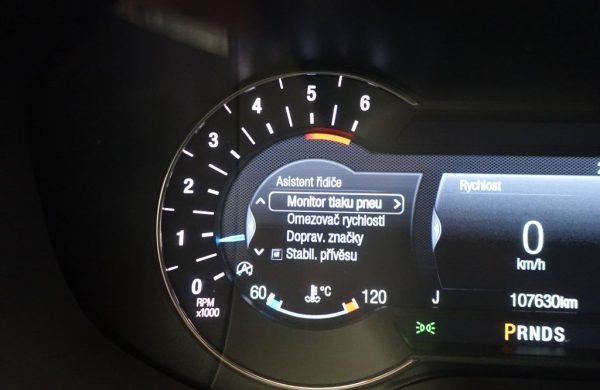 6
5
4
3
2
1
0
RPM
x1000
Asistent řidiče
Monitor tlaku pneu
Omezovač rychlosti
Doprav. značky
Stabil. přívěsu
60 °C 120
Rychlost
0
km/h
J 107630km
PRNDS